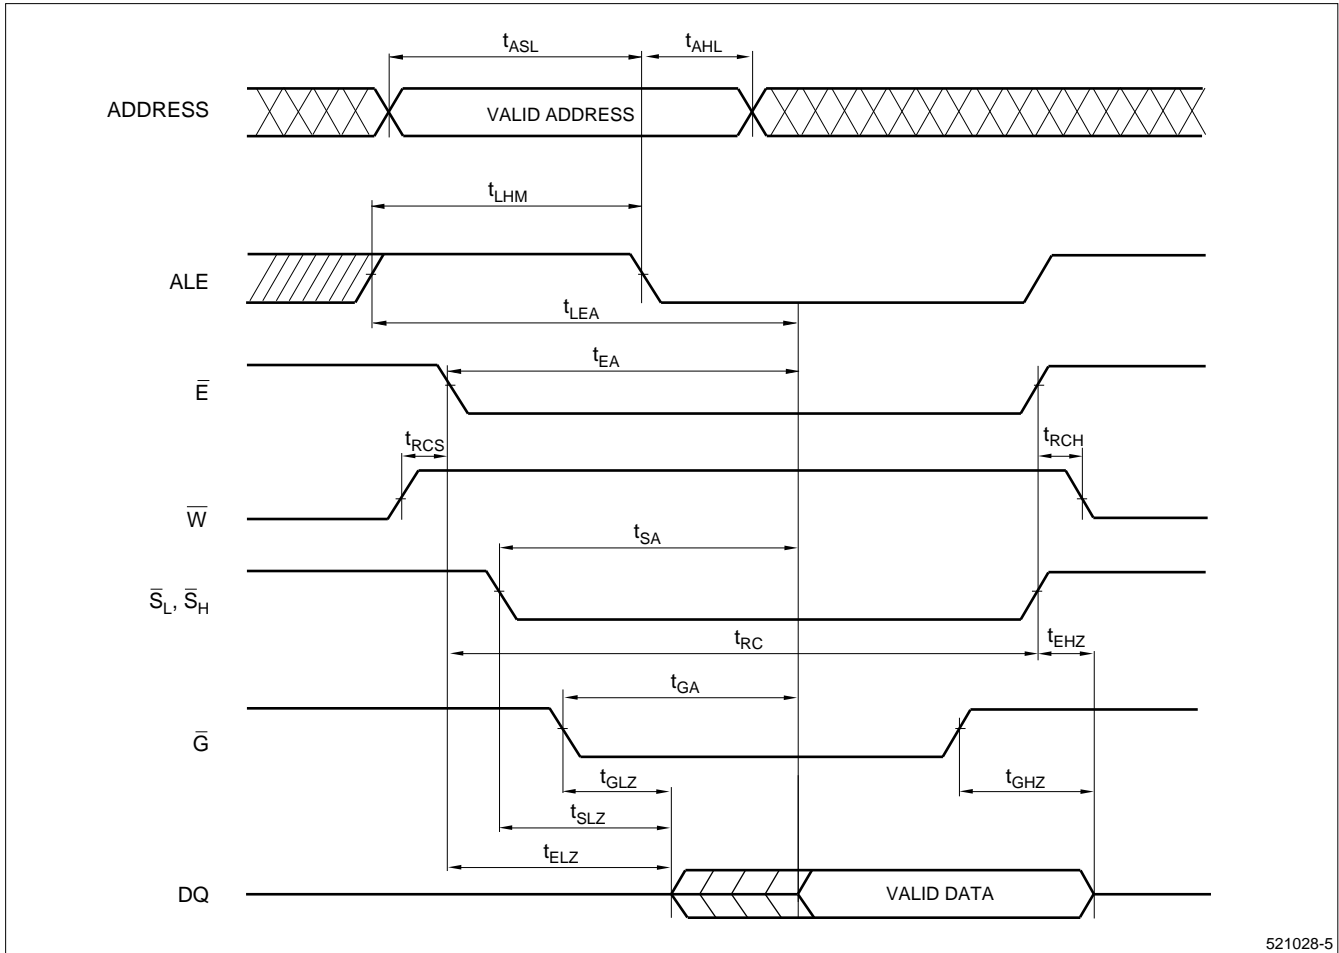 tASL tAHL
ADDRESS VALID ADDRESS
tLHM
ALE
tLEA
tEA
E̅
tRCS tRCH
W̅
tSA
S̅L, S̅H
tRC tEHZ
tGA
G̅
tGLZ tGHZ
tSLZ
tELZ
DQ VALID DATA
521028-5